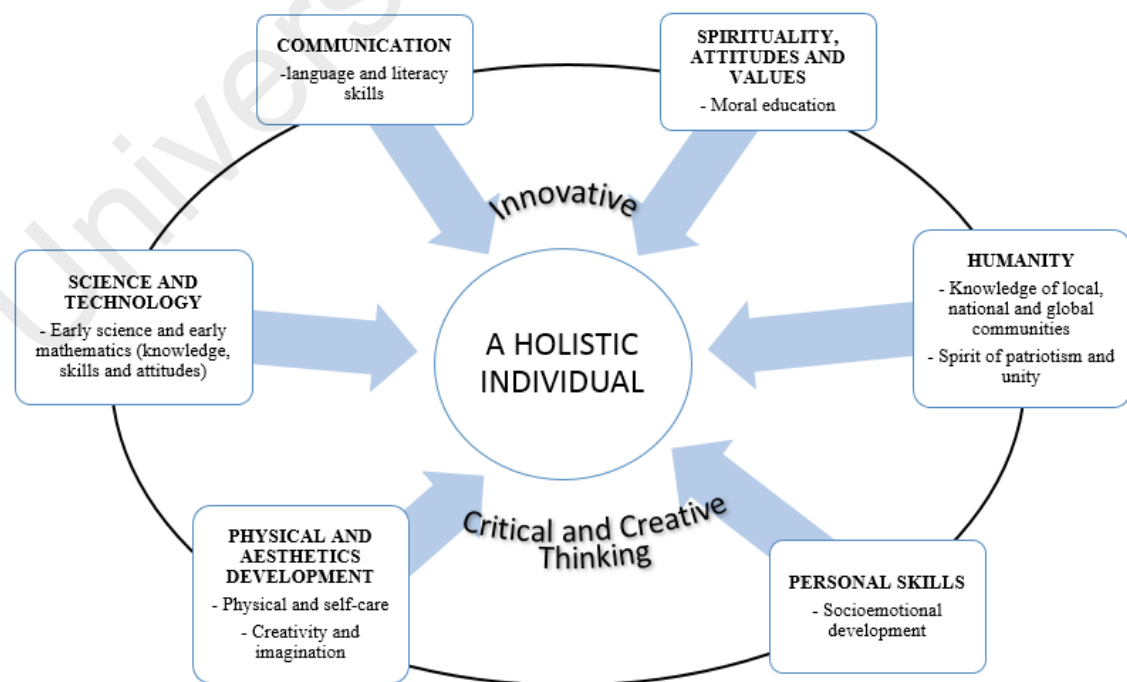 COMMUNICATION
-language and literacy
skills
SPIRITUALITY,
ATTITUDES AND
VALUES
- Moral education
Innovative
SCIENCE AND
TECHNOLOGY
- Early science and early
mathematics (knowledge,
skills and attitudes)
A HOLISTIC
INDIVIDUAL
HUMANITY
- Knowledge of local,
national and global
communities
- Spirit of patriotism and
unity
PHYSICAL AND
AESTHETICS
DEVELOPMENT
- Physical and self-care
- Creativity and
imagination
Critical and Creative
Thinking
PERSONAL SKILLS
- Socioemotional
development
Univers